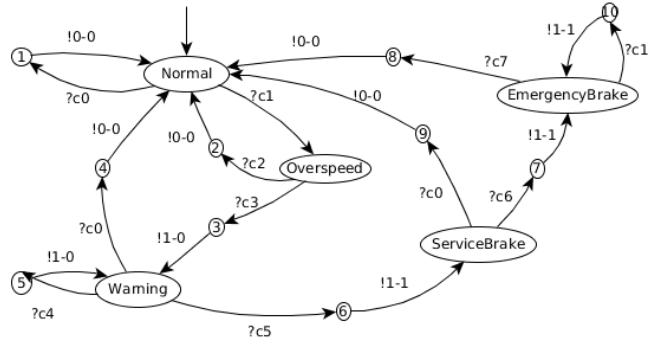 10
!1-1
?c1
1
!0-0
!0-0
8
?c7
Normal
EmergencyBrake
?c0
?c1
!0-0
!0-0
!0-0
2
9
!1-1
4
?c2
Overspeed
7
?c3
?c0
?c6
3
?c0
!1-0
ServiceBrake
!1-0
5
Warning
!1-1
?c4
6
?c5